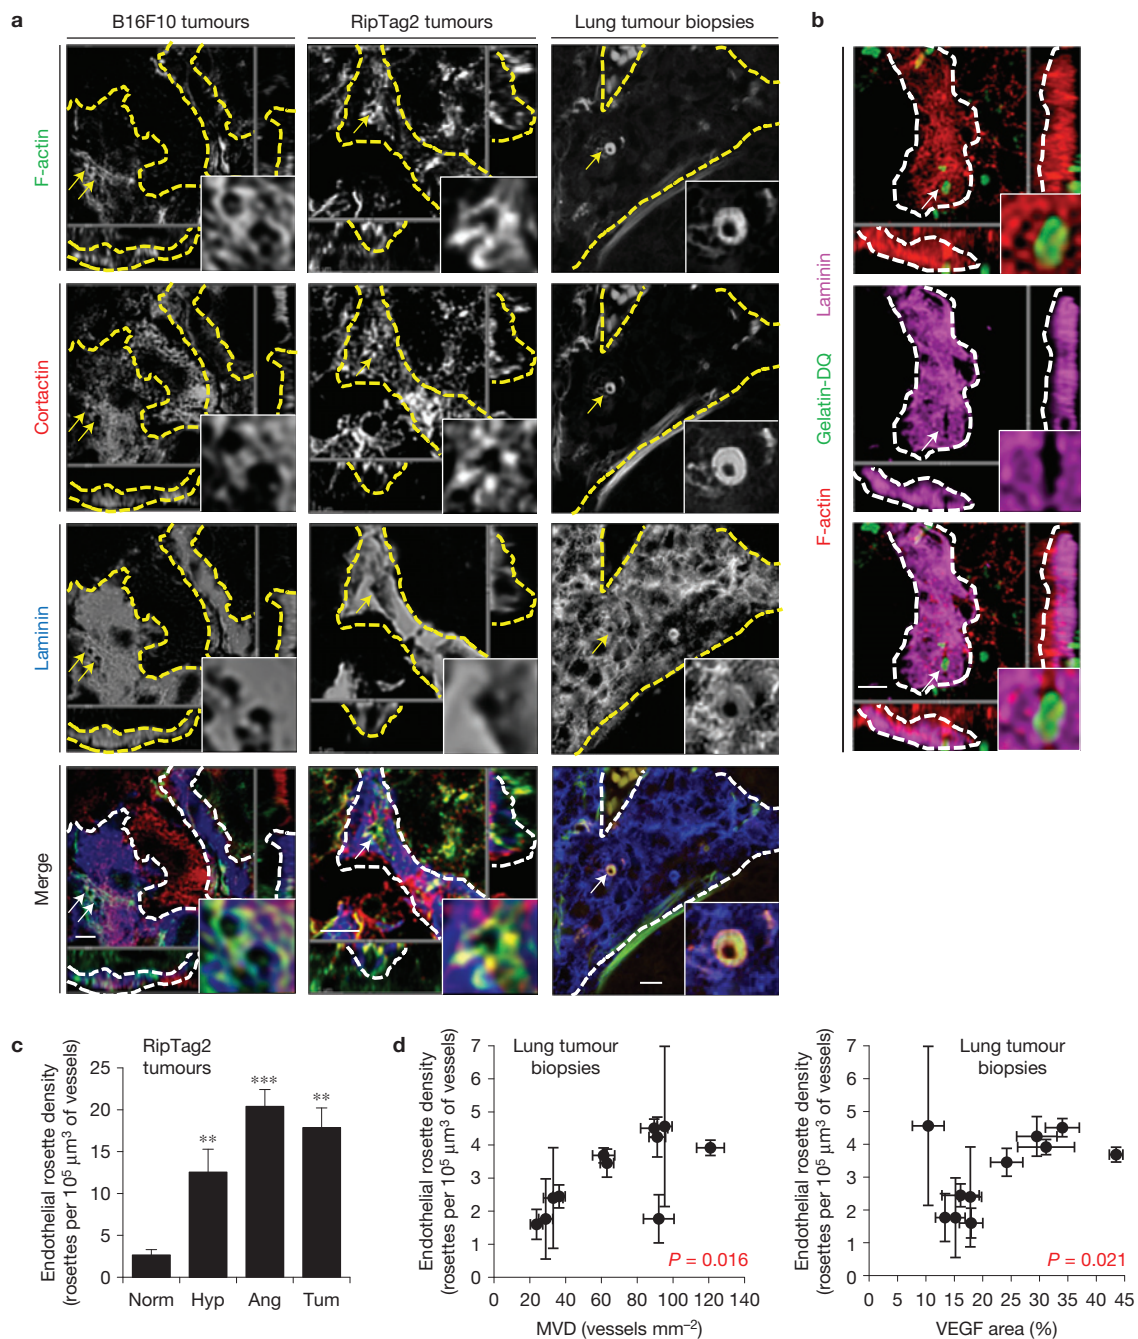 a
B16F10 tumours
RipTag2 tumours
Lung tumour biopsies
F-actin
Cortactin
Laminin
Merge
b
Laminin
Gelatin-DQ
F-actin
c
RipTag2
tumours
Endothelial rosette density
(rosettes per 10⁵ μm³ of vessels)
25
20
15
10
5
0
**
***
**
Norm Hyp Ang Tum
d
Lung tumour
biopsies
Endothelial rosette density
(rosettes per 10⁵ μm³ of vessels)
7
6
5
4
3
2
1
0
P = 0.016
0 20 40 60 80 100 120 140
MVD (vessels mm⁻²)
Lung tumour
biopsies
Endothelial rosette density
(rosettes per 10⁵ μm³ of vessels)
7
6
5
4
3
2
1
0
P = 0.021
0 5 10 15 20 25 30 35 40 45
VEGF area (%)